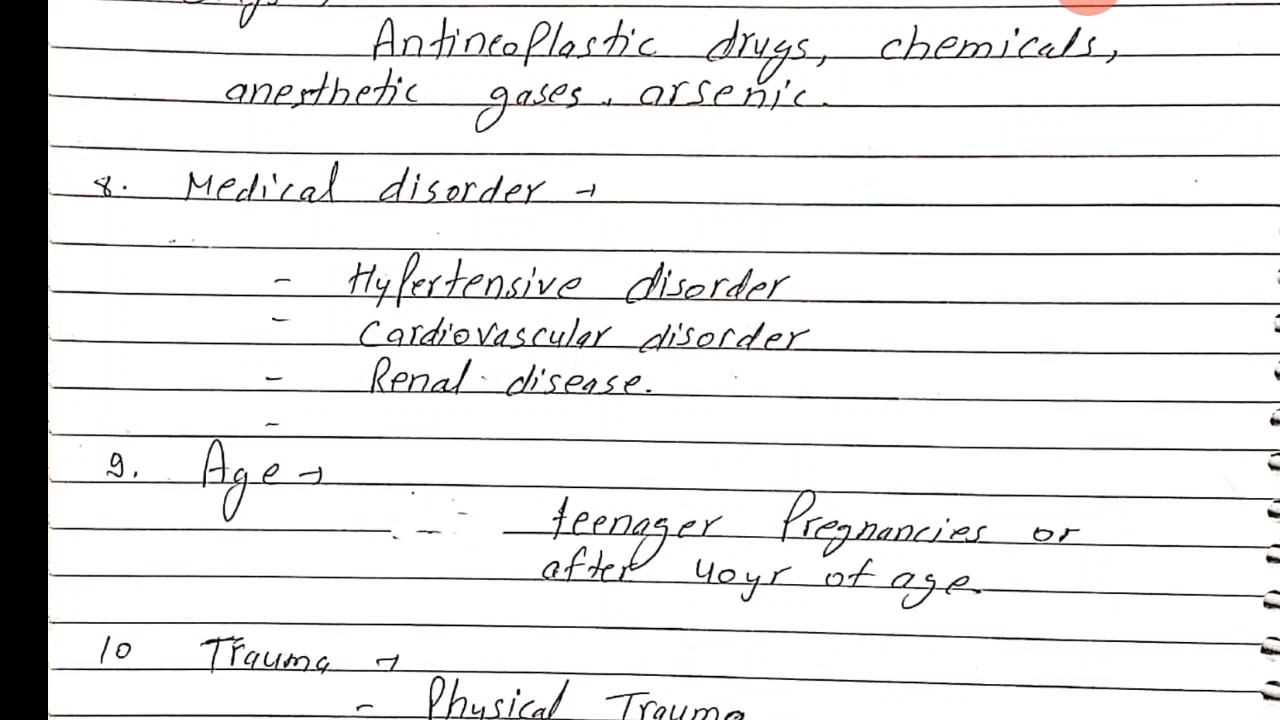 Antineoplastic drugs, chemicals,
anesthetic gases, arsenic.
8. Medical disorder →
- Hypertensive disorder
- Cardiovascular disorder
- Renal disease.
-
9. Age →
- teenager Pregnancies or
after 40yr of age.
10 Trauma →
- Physical Trauma